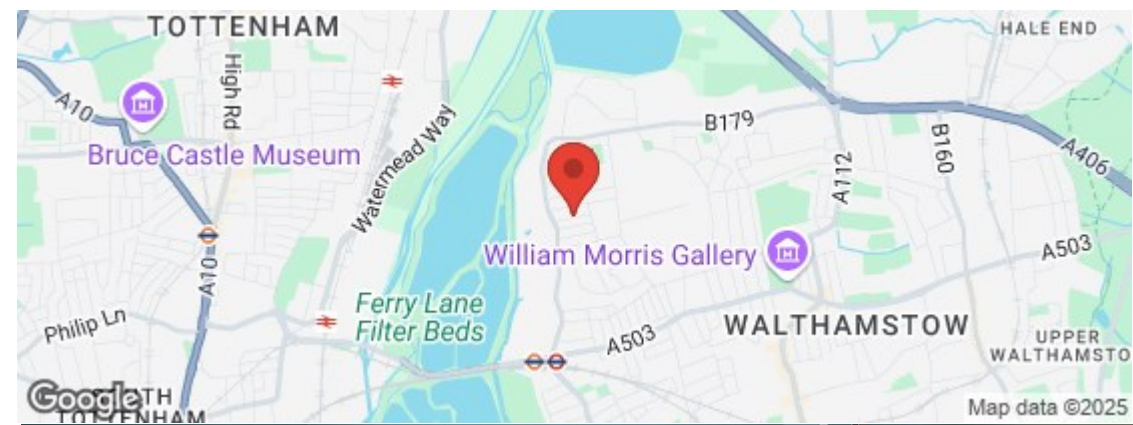 TOTTENHAM
HALE END
High Rd
A10
B179
B160
Bruce Castle Museum
Watermead Way
A112
A406
William Morris Gallery
A503
A10
Ferry Lane
Filter Beds
Philip Ln
A503
WALTHAMSTOW
UPPER
WALTHAMSTO
Google
TOTTENHAM
Map data ©2025